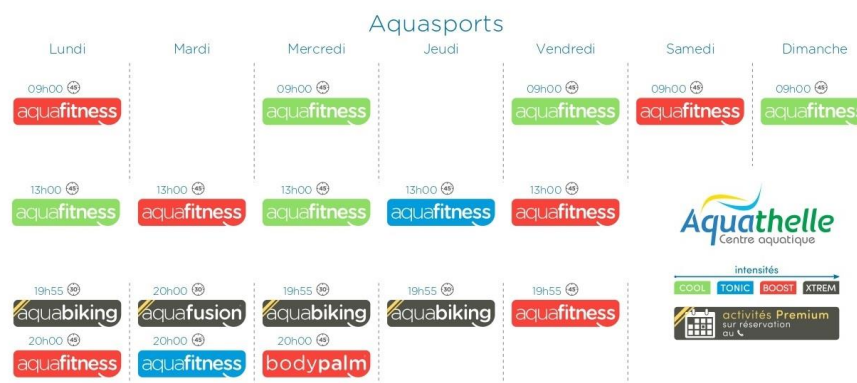 Aquasports
Lundi Mardi Mercredi Jeudi Vendredi Samedi Dimanche
09h00 45 09h00 45 09h00 45 09h00 45 09h00 45
aquafitness aquafitness aquafitness aquafitness aquafitness
13h00 45 13h00 45 13h00 45 13h00 45 13h00 45
aquafitness aquafitness aquafitness aquafitness aquafitness
Aquathelle
Centre aquatique
intensités
COOL TONIC BOOST XTREM
19h55 30 20h00 30 19h55 30 19h55 30 19h55 45
aquabiking aquafusion aquabiking aquabiking aquafitness
activités Premium
sur réservation
au
20h00 45 20h00 45 20h00 45
aquafitness aquafitness bodypalm